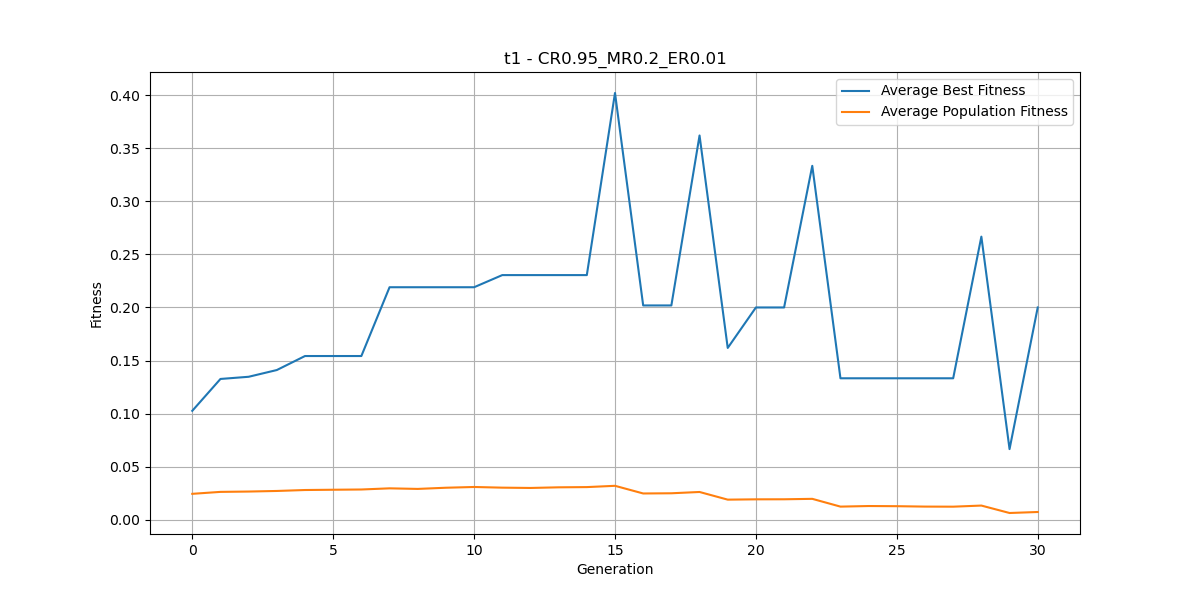 t1 - CR0.95_MR0.2_ER0.01
Average Best Fitness
Average Population Fitness
Fitness
0.40
0.35
0.30
0.25
0.20
0.15
0.10
0.05
0.00
0 5 10 15 20 25 30
Generation